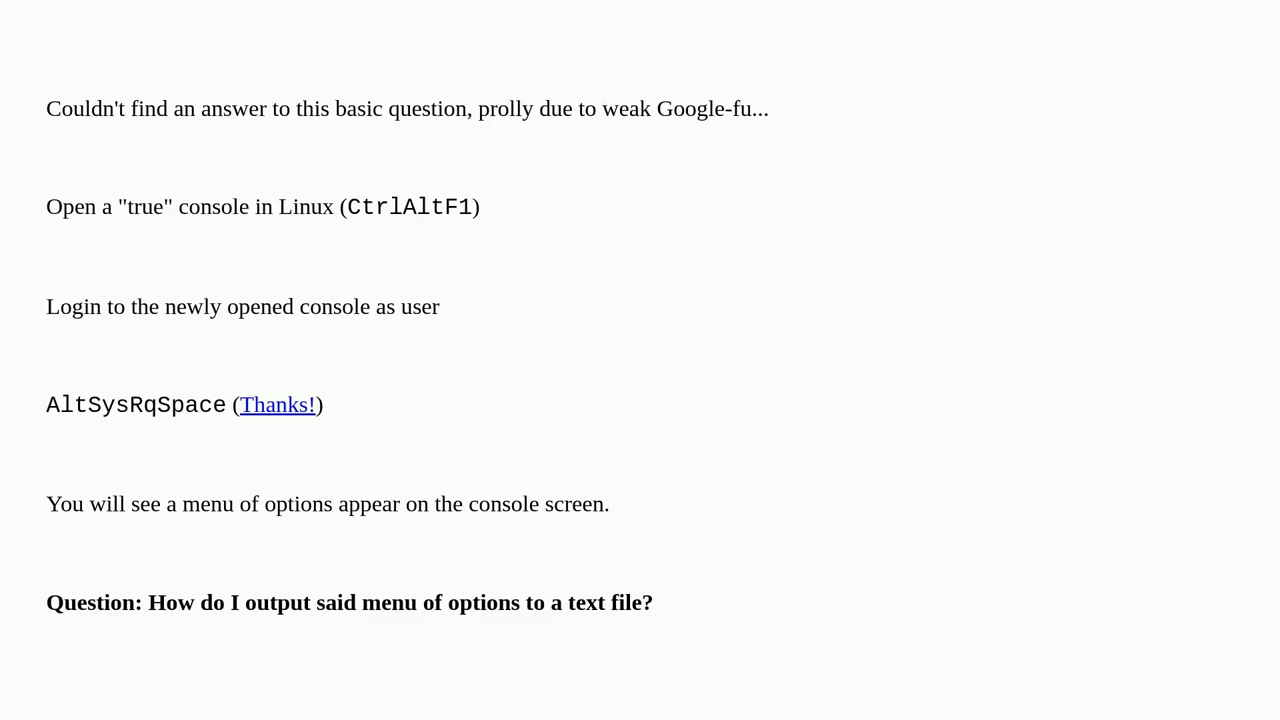 Couldn't find an answer to this basic question, prolly due to weak Google-fu...
Open a "true" console in Linux (CtrlAltF1)
Login to the newly opened console as user
AltSysRqSpace (Thanks!)
You will see a menu of options appear on the console screen.
Question: How do I output said menu of options to a text file?